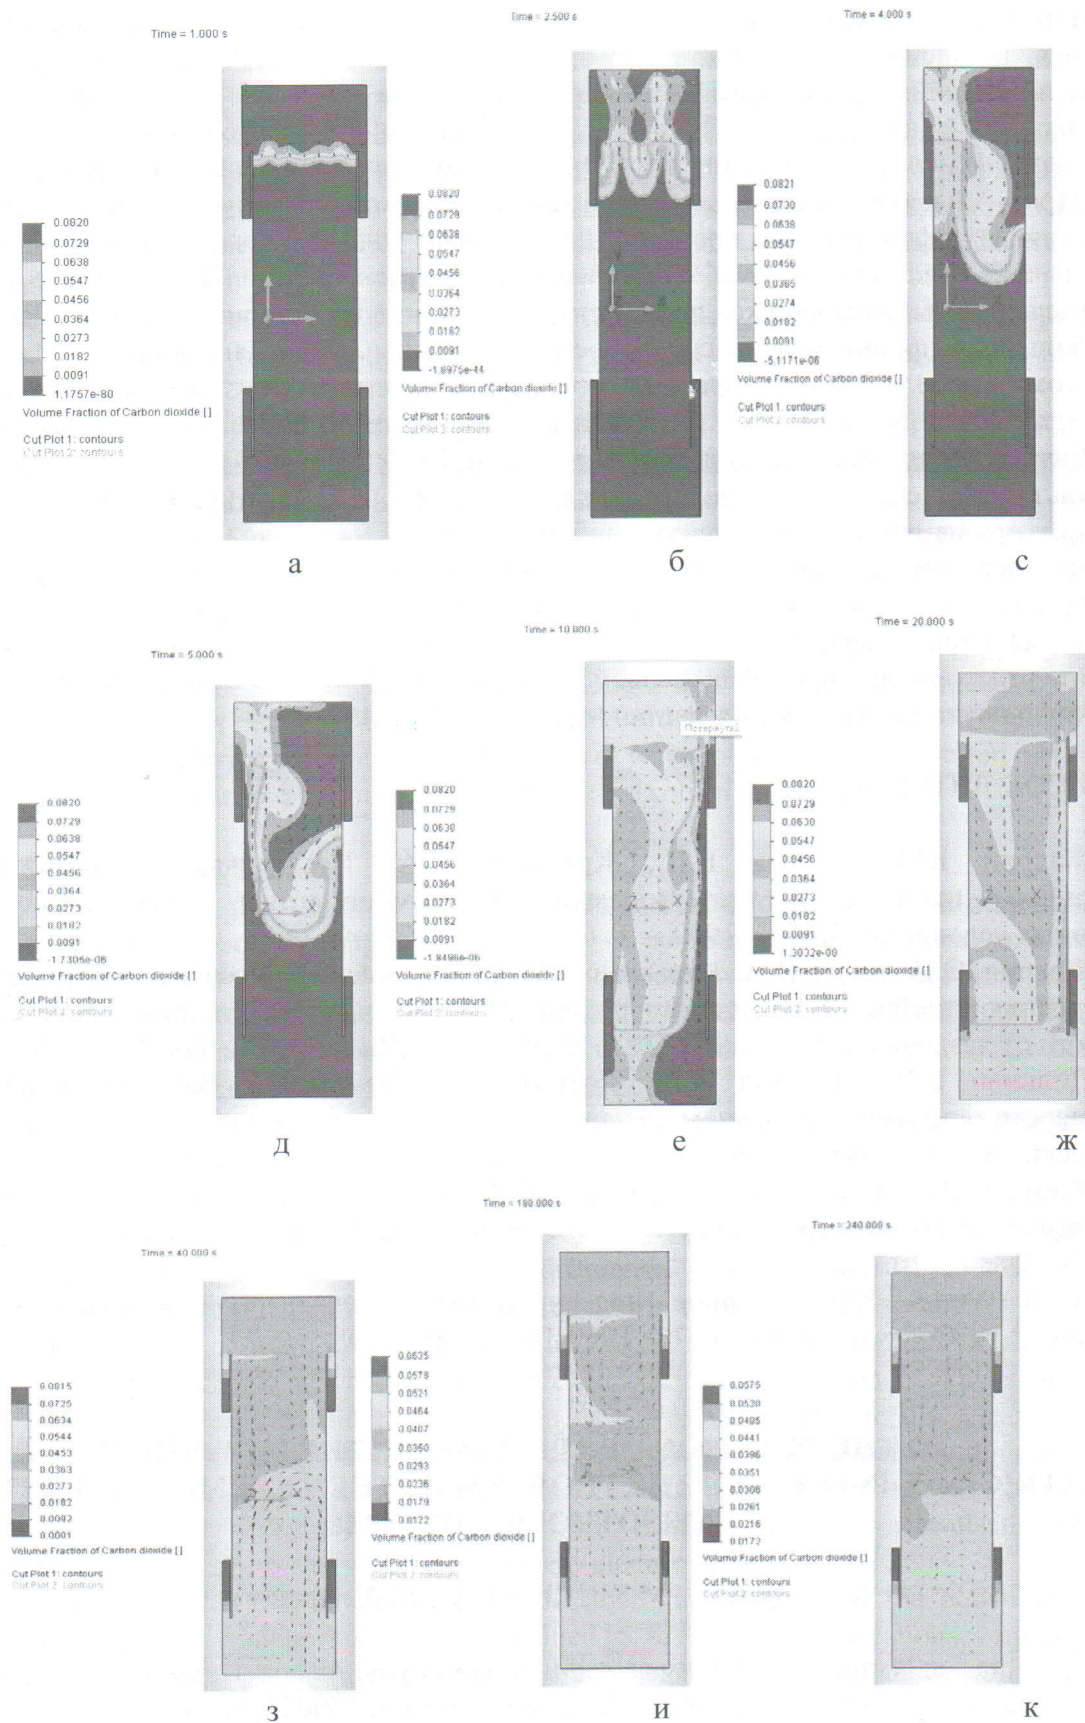 Time = 1.000 s
0.0820
0.0729
0.0638
0.0547
0.0456
0.0364
0.0273
0.0182
0.0091
1.1757e-80
Volume Fraction of Carbon dioxide [ ]
Cut Plot 1: contours
Cut Plot 2: contours
а
Time = 2.500 s
0.0820
0.0729
0.0638
0.0547
0.0456
0.0364
0.0273
0.0182
0.0091
-1.6975e-44
Volume Fraction of Carbon dioxide [ ]
Cut Plot 1: contours
Cut Plot 2: contours
б
Time = 4.000 s
0.0821
0.0730
0.0638
0.0547
0.0456
0.0365
0.0274
0.0182
0.0091
-5.1171e-06
Volume Fraction of Carbon dioxide [ ]
Cut Plot 1: contours
Cut Plot 2: contours
X
с
Time = 5.000 s
0.0820
0.0729
0.0638
0.0547
0.0456
0.0364
0.0273
0.0182
0.0091
-1.7306e-06
Volume Fraction of Carbon dioxide [ ]
Cut Plot 1: contours
Cut Plot 2: contours
Z X
д
Time = 10.000 s
0.0820
0.0729
0.0638
0.0547
0.0456
0.0364
0.0273
0.0182
0.0091
-1.8496e-06
Volume Fraction of Carbon dioxide [ ]
Cut Plot 1: contours
Cut Plot 2: contours
Z X
е
Time = 20.000 s
0.0820
0.0729
0.0638
0.0547
0.0456
0.0364
0.0273
0.0182
0.0091
Volume Fraction of Carbon dioxide [ ]
Cut Plot 1: contours
Cut Plot 2: contours
Z X
ж
Time = 40.000 s
0.0815
0.0725
0.0634
0.0544
0.0453
0.0363
0.0273
0.0182
0.0092
0.0001
Volume Fraction of Carbon dioxide [ ]
Cut Plot 1: contours
Cut Plot 2: contours
з
0.0635
0.0578
0.0521
0.0464
0.0407
0.0350
0.0293
0.0236
0.0179
0.0122
Volume Fraction of Carbon dioxide [ ]
Cut Plot 1: contours
Cut Plot 2: contours
и
Time = 240.000 s
0.0575
0.0530
0.0485
0.0441
0.0396
0.0351
0.0306
0.0261
0.0216
0.0172
Volume Fraction of Carbon dioxide [ ]
Cut Plot 1: contours
Cut Plot 2: contours
к